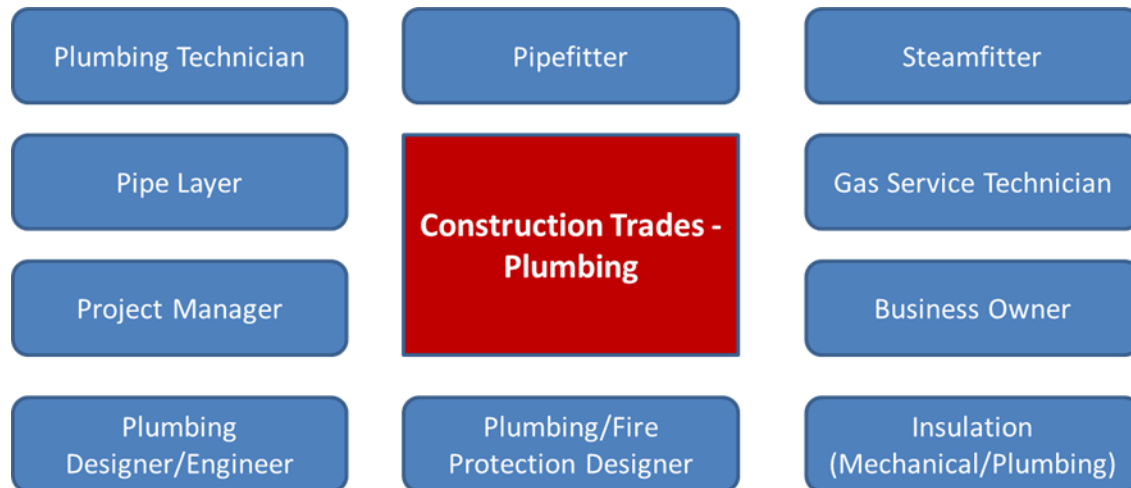 Plumbing Technician
Pipefitter
Steamfitter
Pipe Layer
Construction Trades -
Plumbing
Gas Service Technician
Project Manager
Business Owner
Plumbing
Designer/Engineer
Plumbing/Fire
Protection Designer
Insulation
(Mechanical/Plumbing)